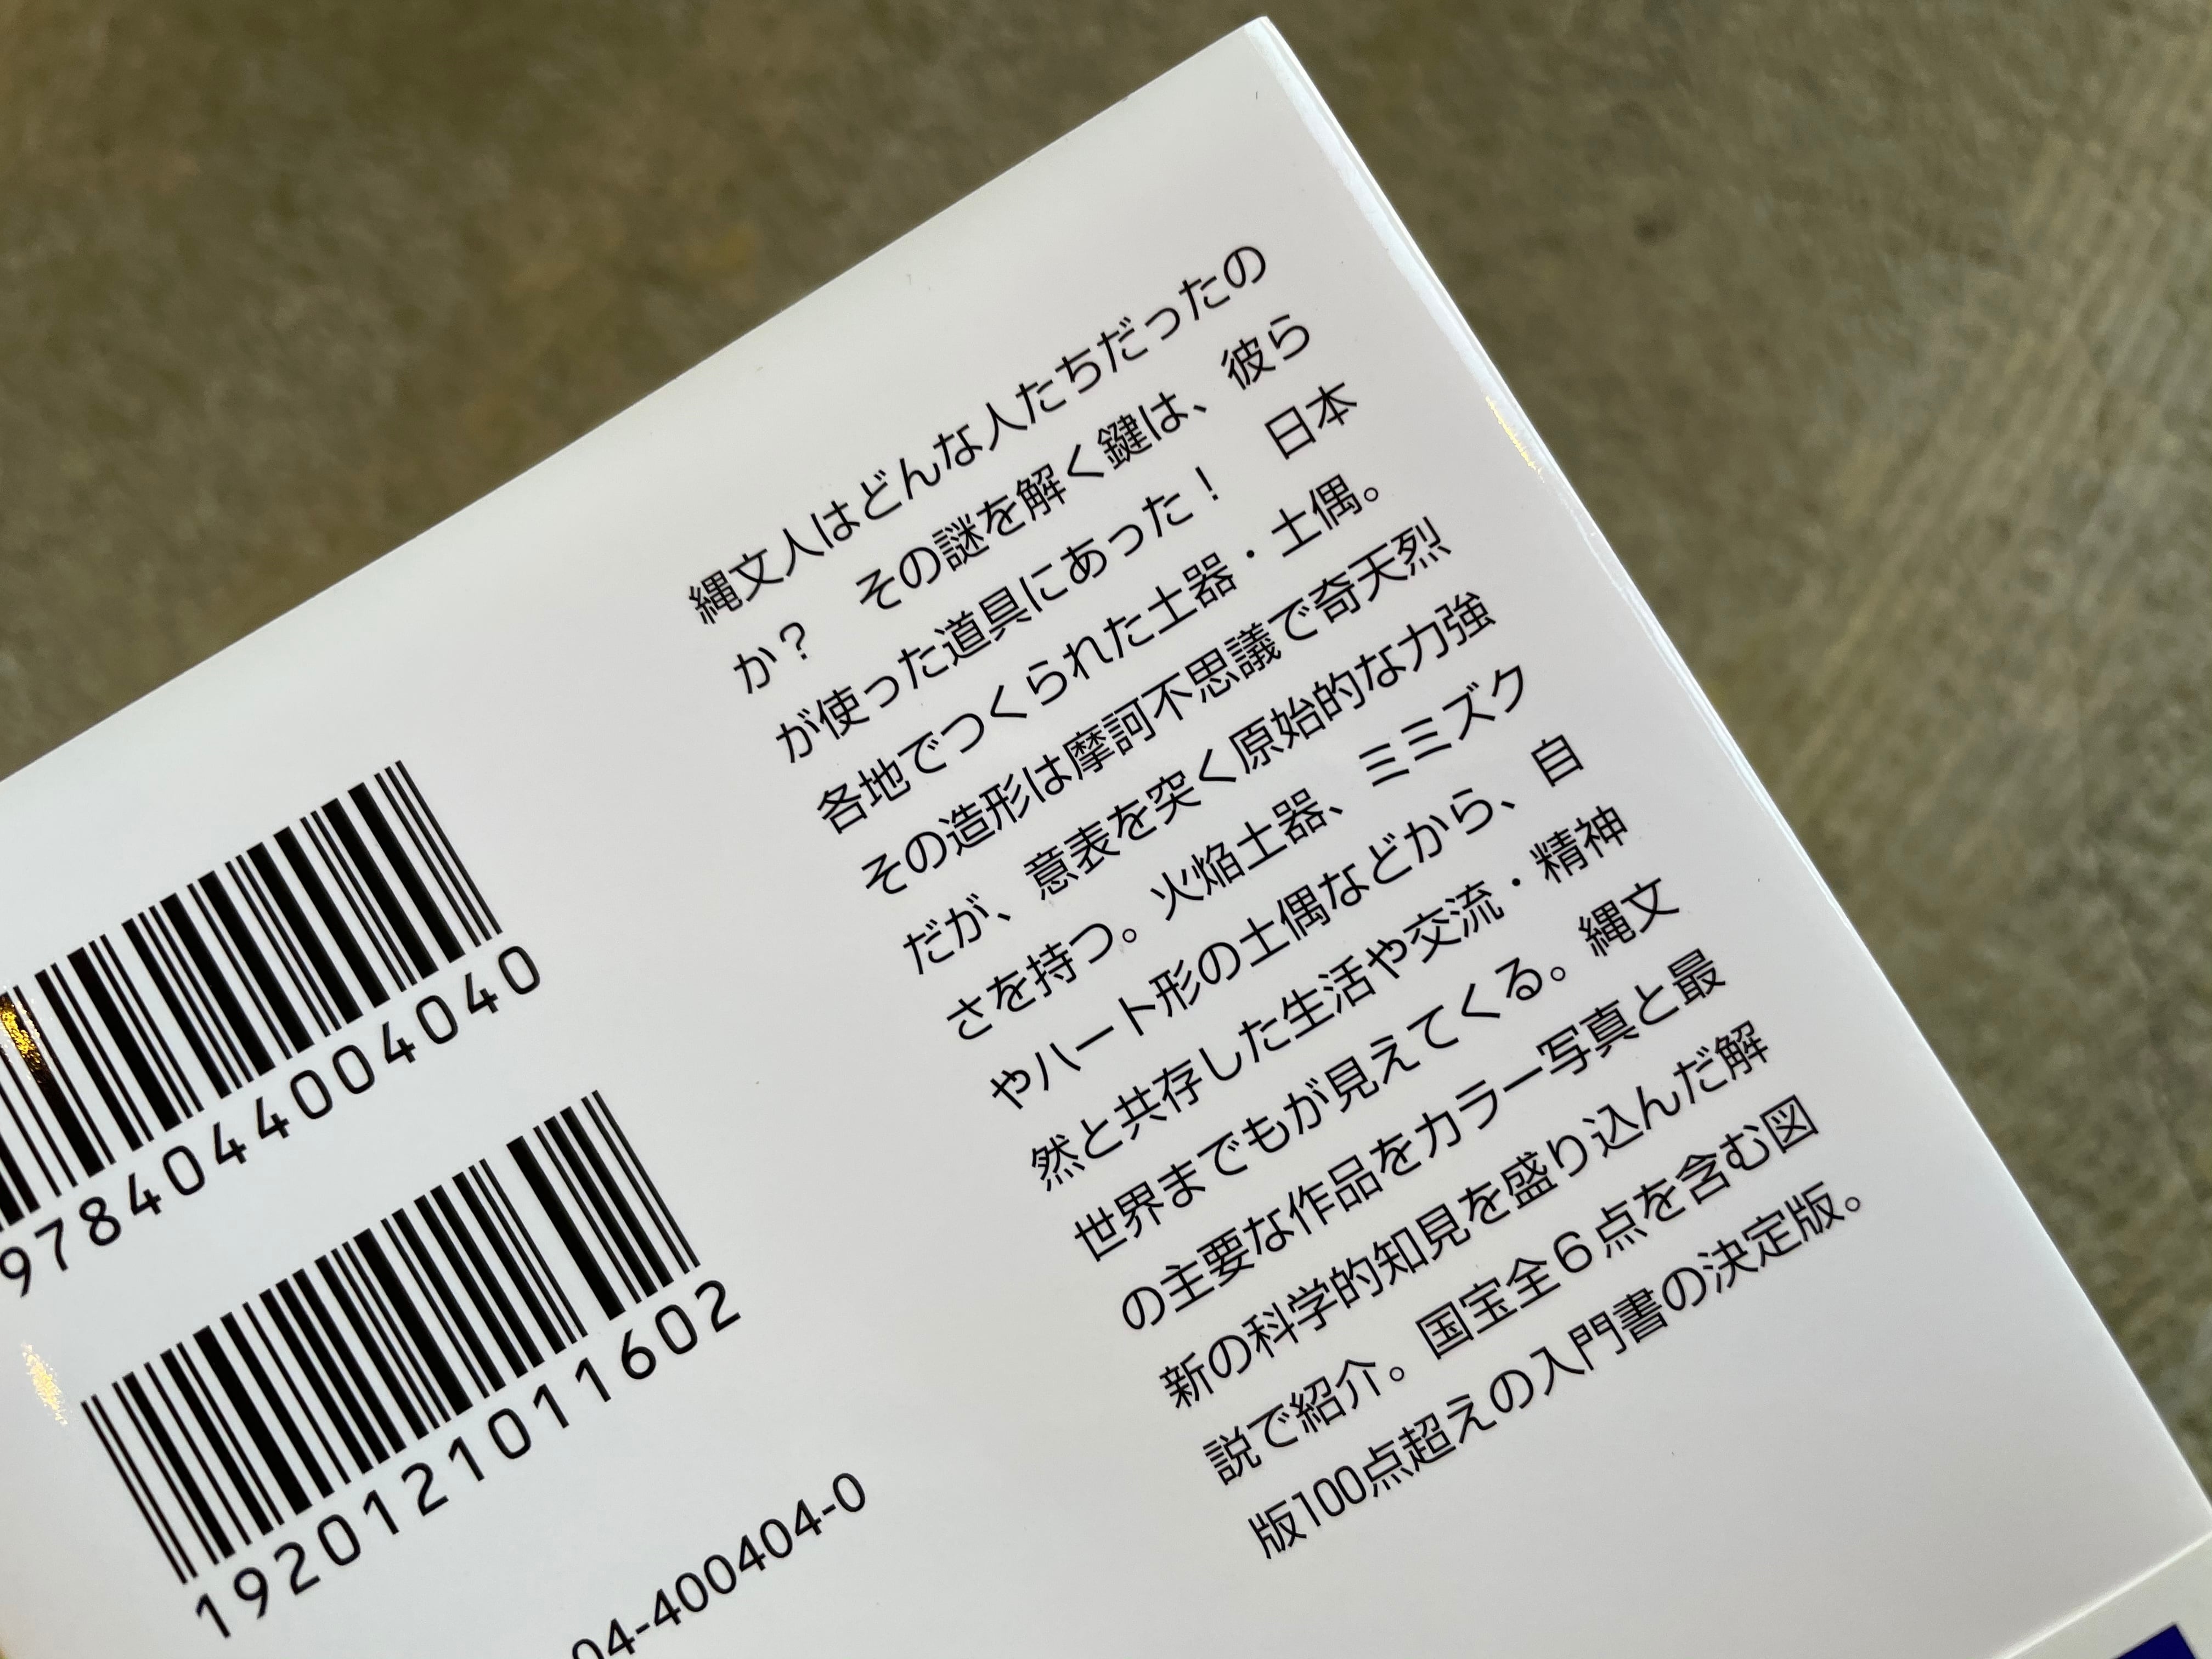 縄文人はどんな人たちだったの
か？　その謎を解く鍵は、彼ら
が使った道具にあった！　日本
各地でつくられた土器・土偶。
その造形は摩訶不思議で奇天烈
だが、意表を突く原始的な力強
さを持つ。火焔土器、ミミズク
やハート形の土偶などから、自
然と共存した生活や交流・精神
世界までもが見えてくる。縄文
の主要な作品をカラー写真と最
新の科学的知見を盛り込んだ解
説で紹介。国宝全６点を含む図
版100点超えの入門書の決定版。
9784044004040
1920121011602
04-400404-0